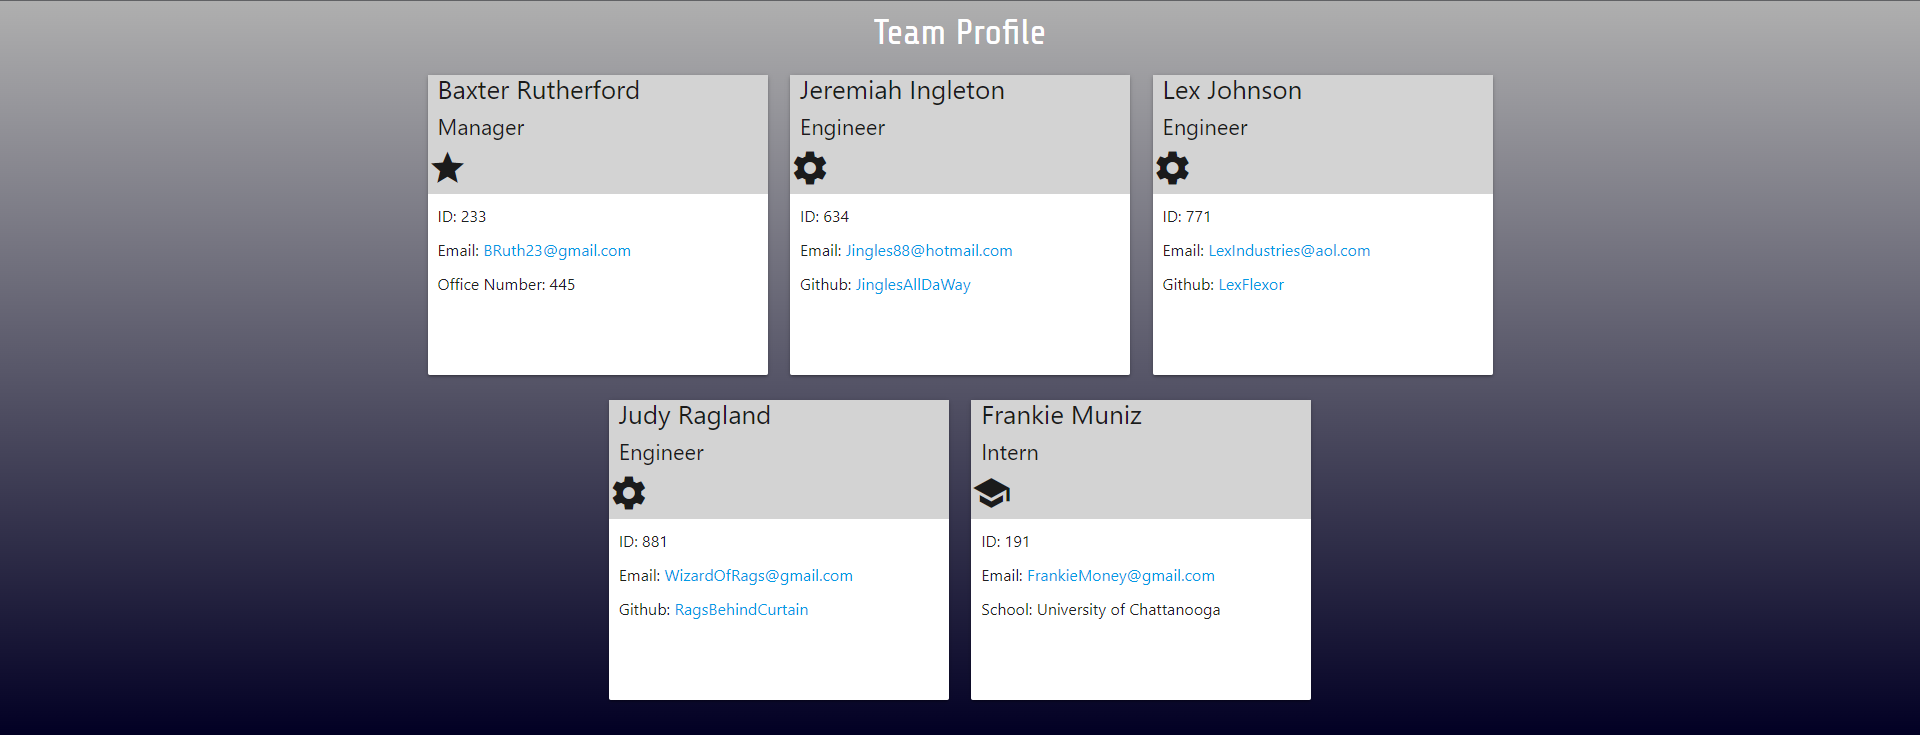 Team Profile
Baxter Rutherford
Manager
ID: 233
Email: BRuth23@gmail.com
Office Number: 445
Jeremiah Ingleton
Engineer
ID: 634
Email: Jingles88@hotmail.com
Github: JinglesAllDaWay
Lex Johnson
Engineer
ID: 771
Email: LexIndustries@aol.com
Github: LexFlexor
Judy Ragland
Engineer
ID: 881
Email: WizardOfRags@gmail.com
Github: RagsBehindCurtain
Frankie Muniz
Intern
ID: 191
Email: FrankieMoney@gmail.com
School: University of Chattanooga